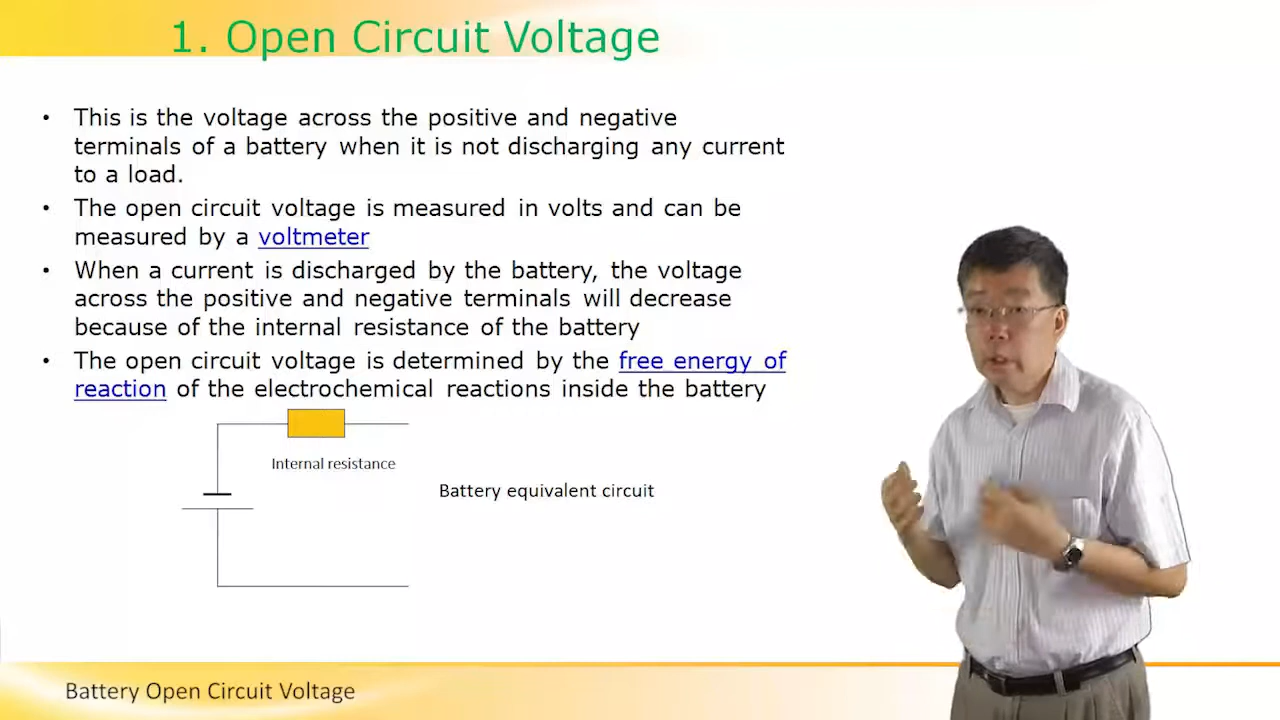 1. Open Circuit Voltage
• This is the voltage across the positive and negative
terminals of a battery when it is not discharging any current
to a load.
• The open circuit voltage is measured in volts and can be
measured by a voltmeter
• When a current is discharged by the battery, the voltage
across the positive and negative terminals will decrease
because of the internal resistance of the battery
• The open circuit voltage is determined by the free energy of
reaction of the electrochemical reactions inside the battery
Internal resistance
Battery equivalent circuit
Battery Open Circuit Voltage